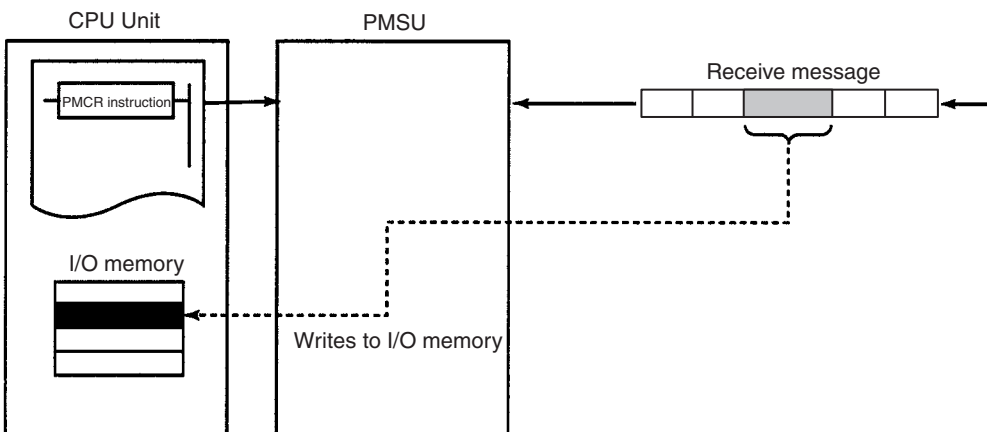 CPU Unit
PMSU
PMCR instruction
Receive message
I/O memory
Writes to I/O memory